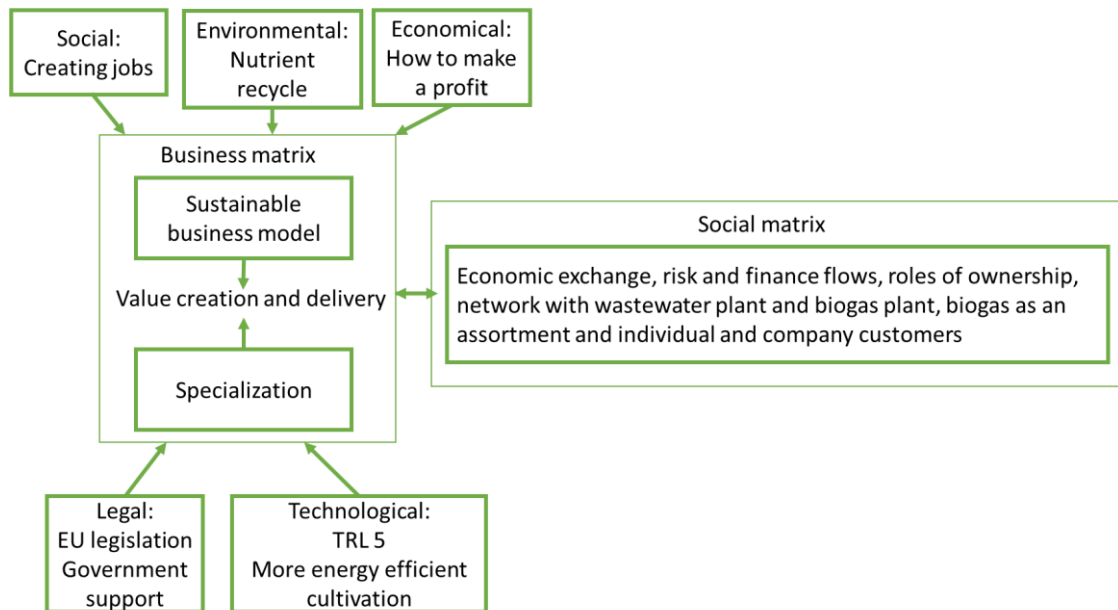 Social:
Creating jobs
Environmental:
Nutrient
recycle
Economical:
How to make
a profit
Business matrix
Sustainable
business model
Value creation and delivery
Specialization
Social matrix
Economic exchange, risk and finance flows, roles of ownership,
network with wastewater plant and biogas plant, biogas as an
assortment and individual and company customers
Legal:
EU legislation
Government
support
Technological:
TRL 5
More energy efficient
cultivation